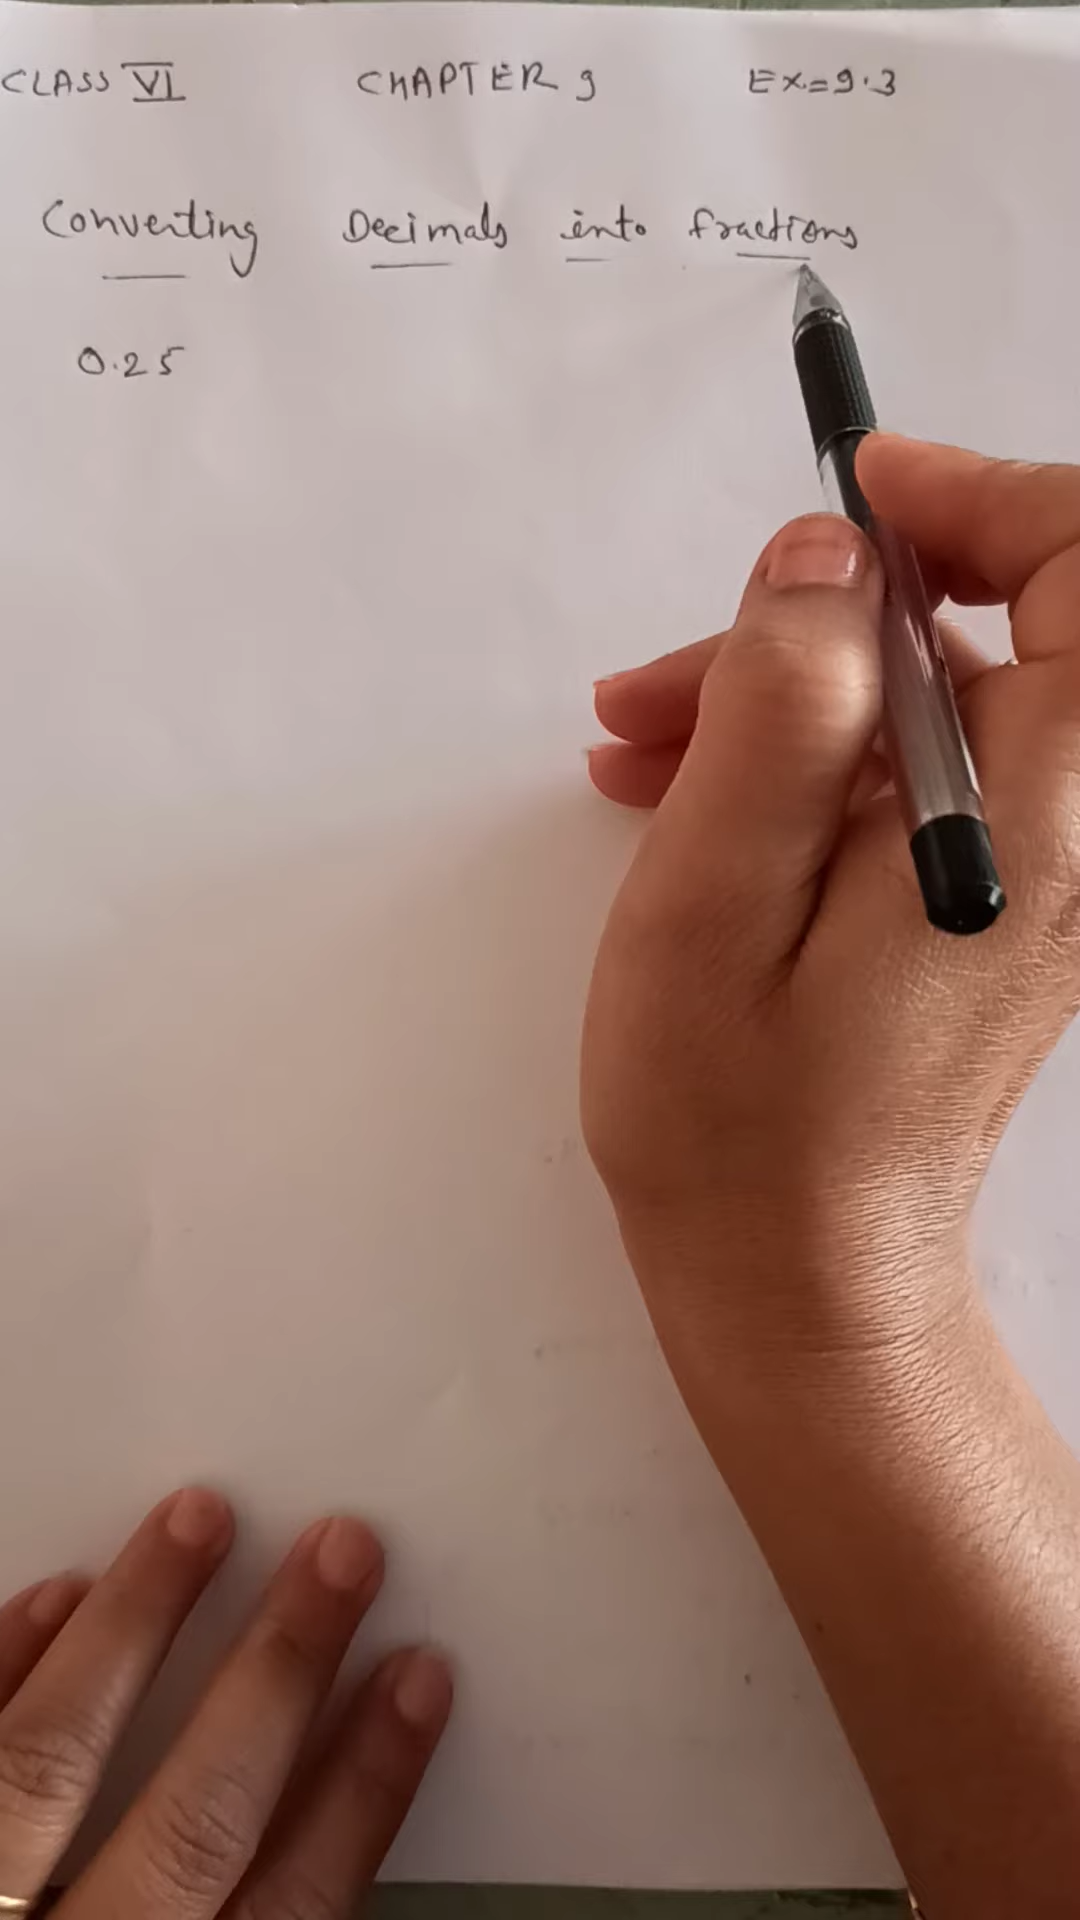 CLASS VI CHAPTER 9 EX=9.3
Converting Decimals into fractions
0.25